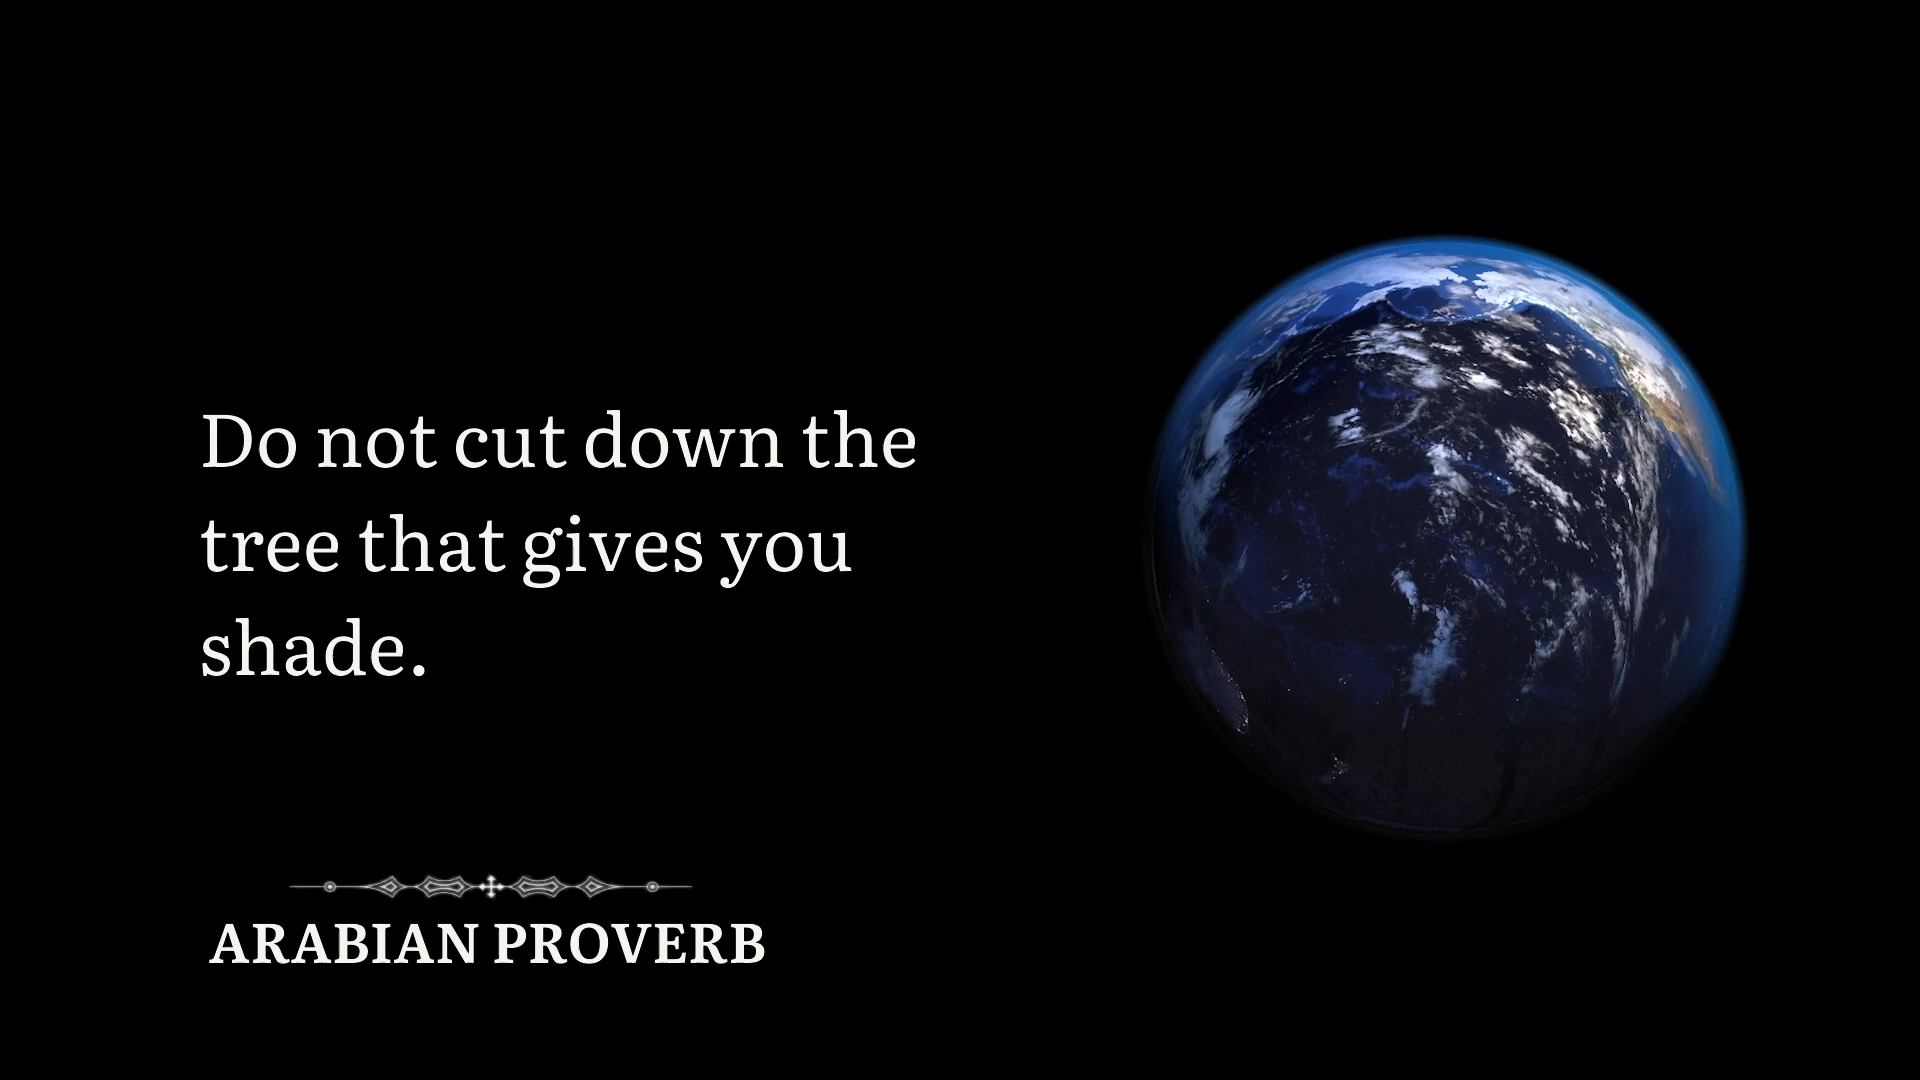 Do not cut down the
tree that gives you
shade.
ARABIAN PROVERB